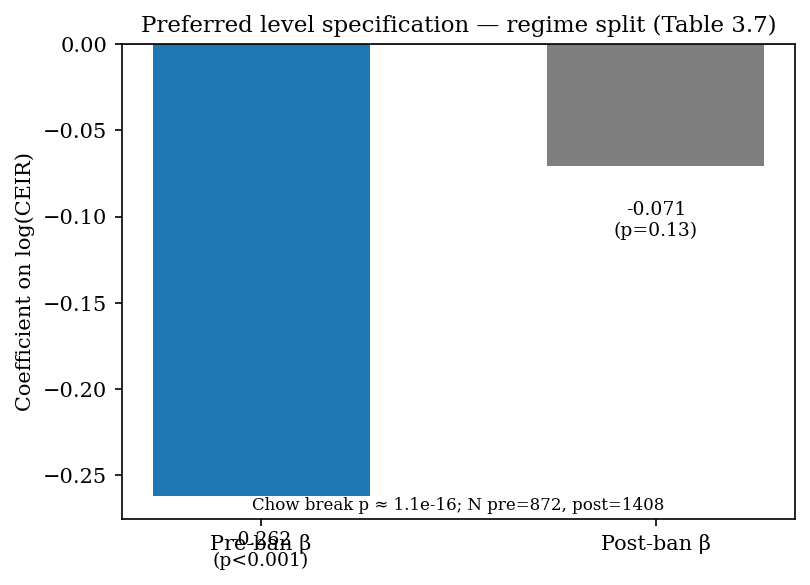 Preferred level specification — regime split (Table 3.7)
0.00
−0.05
−0.10
−0.15
−0.20
−0.25
Coefficient on log(CEIR)
-0.071
(p=0.13)
Chow break p ≈ 1.1e-16; N pre=872, post=1408
-0.262
(p<0.001)
Pre-ban β
Post-ban β